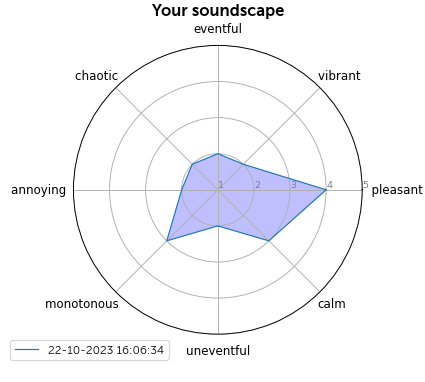 Your soundscape
eventful
chaotic
vibrant
annoying
1
2
3
4
5
pleasant
monotonous
calm
22-10-2023 16:06:34
uneventful